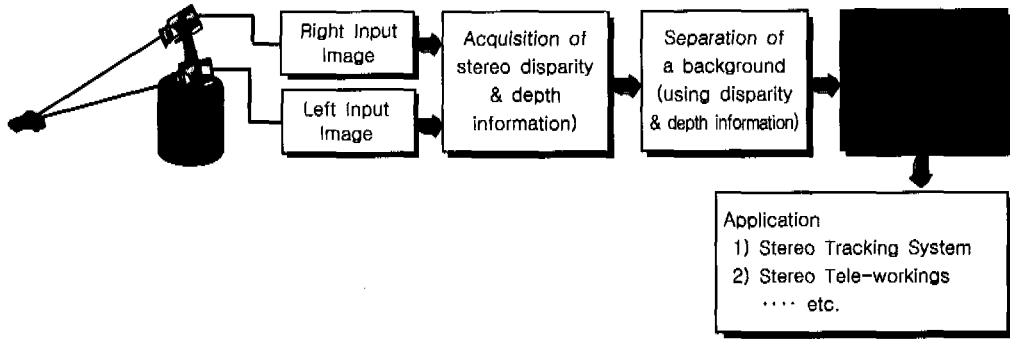 Right Input
Image
Left Input
Image
Acquisition of
stereo disparity
& depth
information)
Separation of
a background
(using disparity
& depth information)
Application
1) Stereo Tracking System
2) Stereo Tele-workings
···· etc.